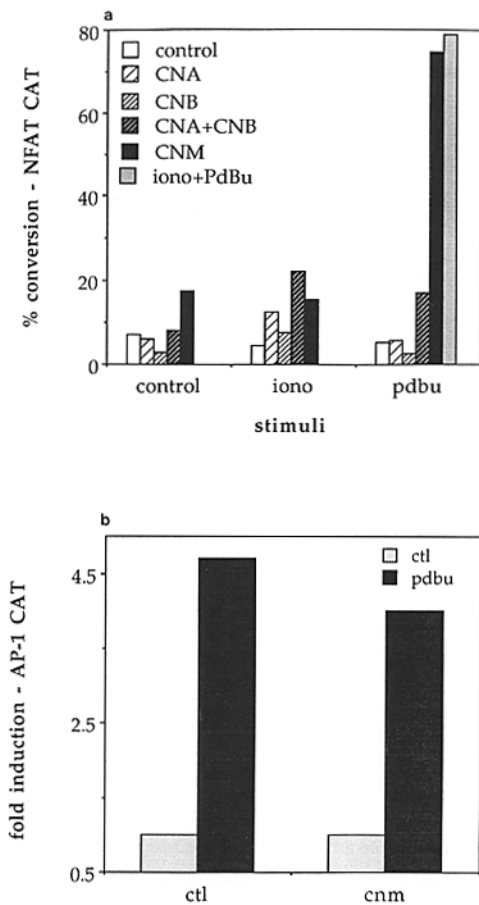 a
% conversion - NFAT CAT
80
60
40
20
0
control
CNA
CNB
CNA+CNB
CNM
iono+PdBu
control iono pdbu
stimuli
b
fold induction - AP-1 CAT
4.5
2.5
0.5
ctl
pdbu
ctl cnm